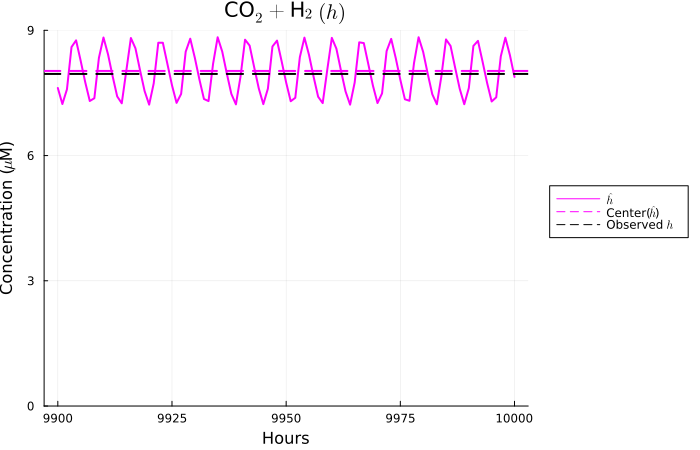 CO₂ + H₂ (h)
Concentration (μM)
9
6
3
0
9900
9925
9950
9975
10000
Hours
ĥ
Center(ĥ)
Observed h